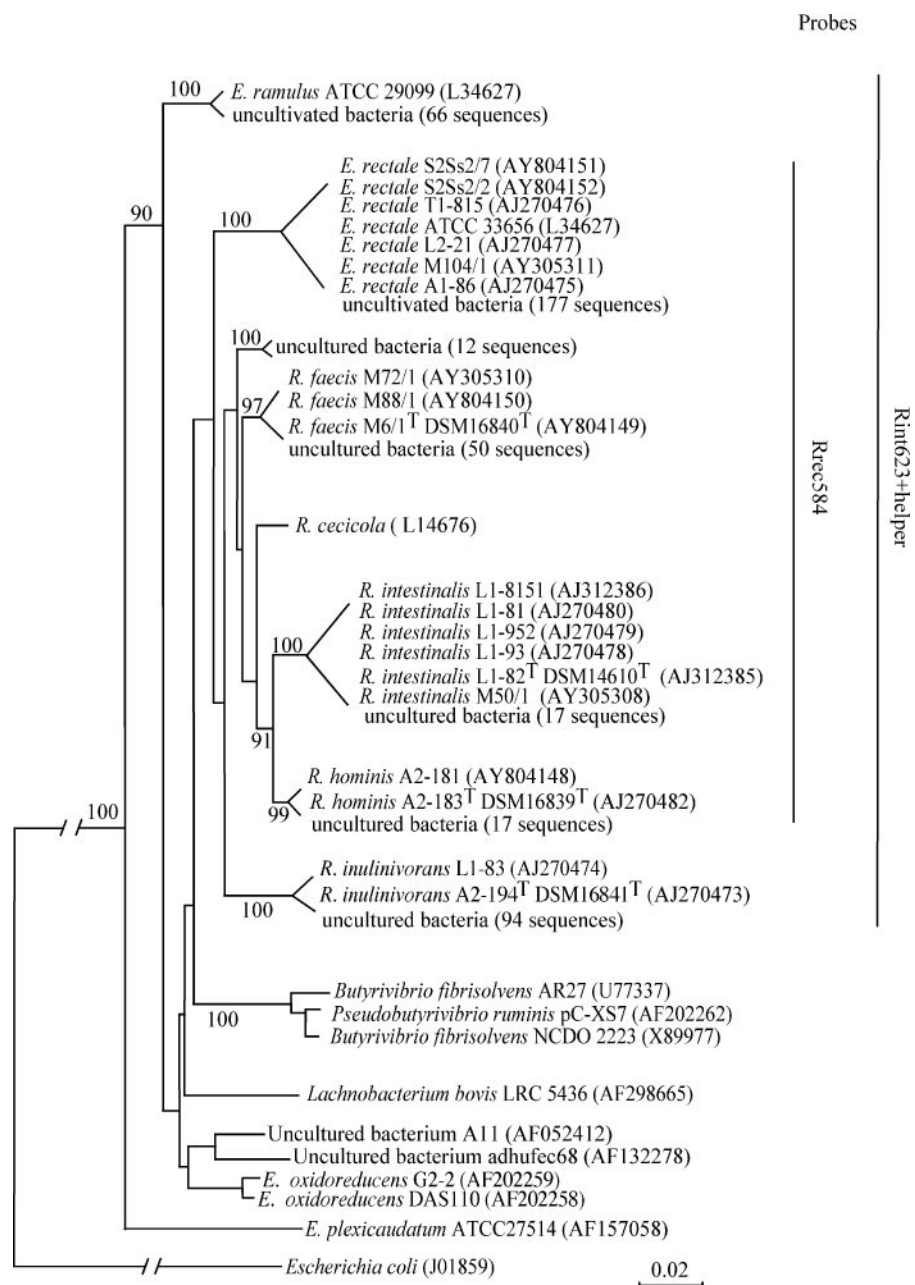 Probes
100
E. ramulus ATCC 29099 (L34627)
uncultivated bacteria (66 sequences)
90
100
E. rectale S2Ss2/7 (AY804151)
E. rectale S2Ss2/2 (AY804152)
E. rectale T1-815 (AJ270476)
E. rectale ATCC 33656 (L34627)
E. rectale L2-21 (AJ270477)
E. rectale M104/1 (AY305311)
E. rectale A1-86 (AJ270475)
uncultivated bacteria (177 sequences)
100
uncultured bacteria (12 sequences)
97
R. faecis M72/1 (AY305310)
R. faecis M88/1 (AY804150)
R. faecis M6/1T DSM16840T (AY804149)
uncultured bacteria (50 sequences)
R. cecicola ( L14676)
100
R. intestinalis L1-8151 (AJ312386)
R. intestinalis L1-81 (AJ270480)
R. intestinalis L1-952 (AJ270479)
R. intestinalis L1-93 (AJ270478)
R. intestinalis L1-82T DSM14610T (AJ312385)
R. intestinalis M50/1 (AY305308)
uncultured bacteria (17 sequences)
91
99
R. hominis A2-181 (AY804148)
R. hominis A2-183T DSM16839T (AJ270482)
uncultured bacteria (17 sequences)
100
100
R. inulinivorans L1-83 (AJ270474)
R. inulinivorans A2-194T DSM16841T (AJ270473)
uncultured bacteria (94 sequences)
Rrec584
Rint623+helper
100
Butyrivibrio fibrisolvens AR27 (U77337)
Pseudobutyrivibrio ruminis pC-XS7 (AF202262)
Butyrivibrio fibrisolvens NCDO 2223 (X89977)
Lachnobacterium bovis LRC 5436 (AF298665)
Uncultured bacterium A11 (AF052412)
Uncultured bacterium adhufec68 (AF132278)
E. oxidoreducens G2-2 (AF202259)
E. oxidoreducens DAS110 (AF202258)
E. plexicaudatum ATCC27514 (AF157058)
Escherichia coli (J01859)
0.02